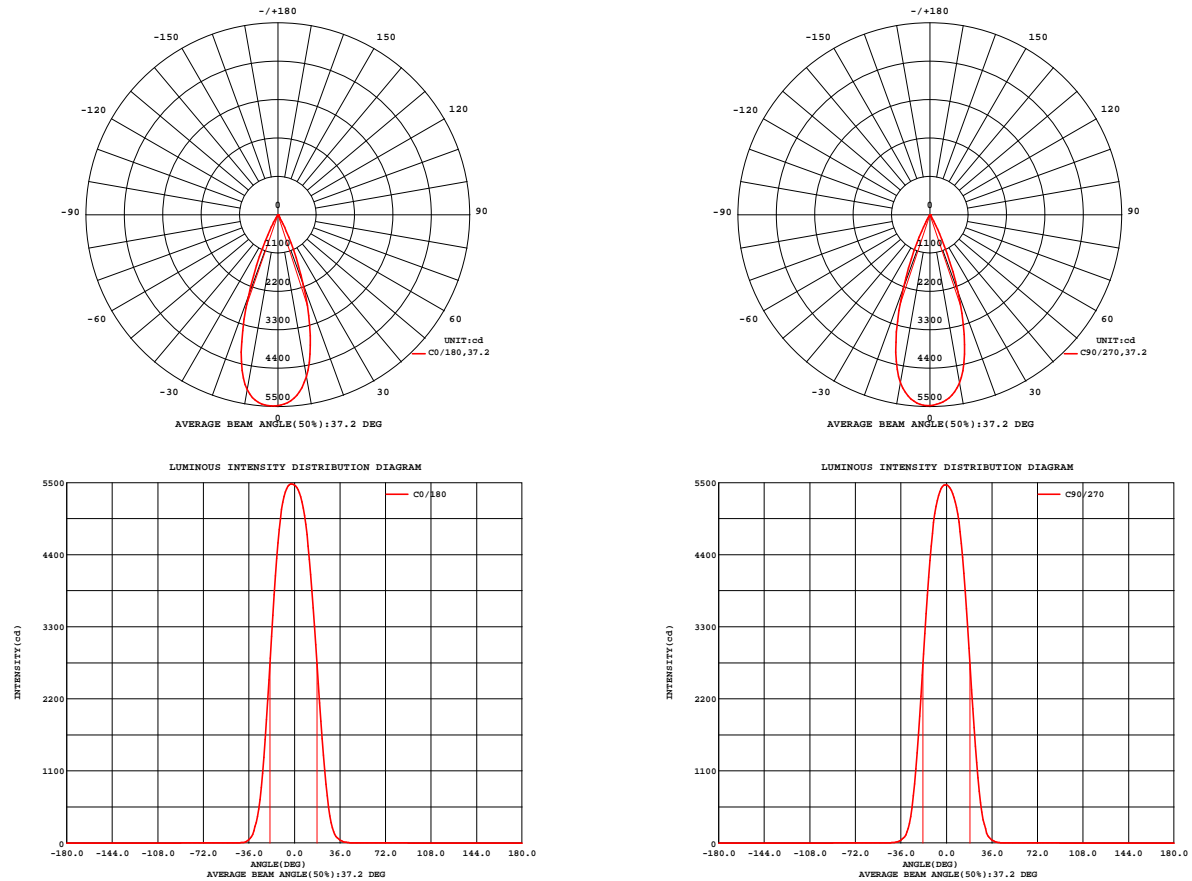 -/+180
-150
150
-120
120
-90
90
0
1100
2200
3300
4400
5500
-60
60
-30
30
0
UNIT:cd
C0/180,37.2
AVERAGE BEAM ANGLE(50%):37.2 DEG
-/+180
-150
150
-120
120
-90
90
0
1100
2200
3300
4400
5500
-60
60
-30
30
0
UNIT:cd
C90/270,37.2
AVERAGE BEAM ANGLE(50%):37.2 DEG
LUMINOUS INTENSITY DISTRIBUTION DIAGRAM
C0/180
5500
4400
3300
2200
1100
0
INTENSITY(cd)
-180.0 -144.0 -108.0 -72.0 -36.0 0.0 36.0 72.0 108.0 144.0 180.0
ANGLE(DEG)
AVERAGE BEAM ANGLE(50%):37.2 DEG
LUMINOUS INTENSITY DISTRIBUTION DIAGRAM
C90/270
5500
4400
3300
2200
1100
0
INTENSITY(cd)
-180.0 -144.0 -108.0 -72.0 -36.0 0.0 36.0 72.0 108.0 144.0 180.0
ANGLE(DEG)
AVERAGE BEAM ANGLE(50%):37.2 DEG